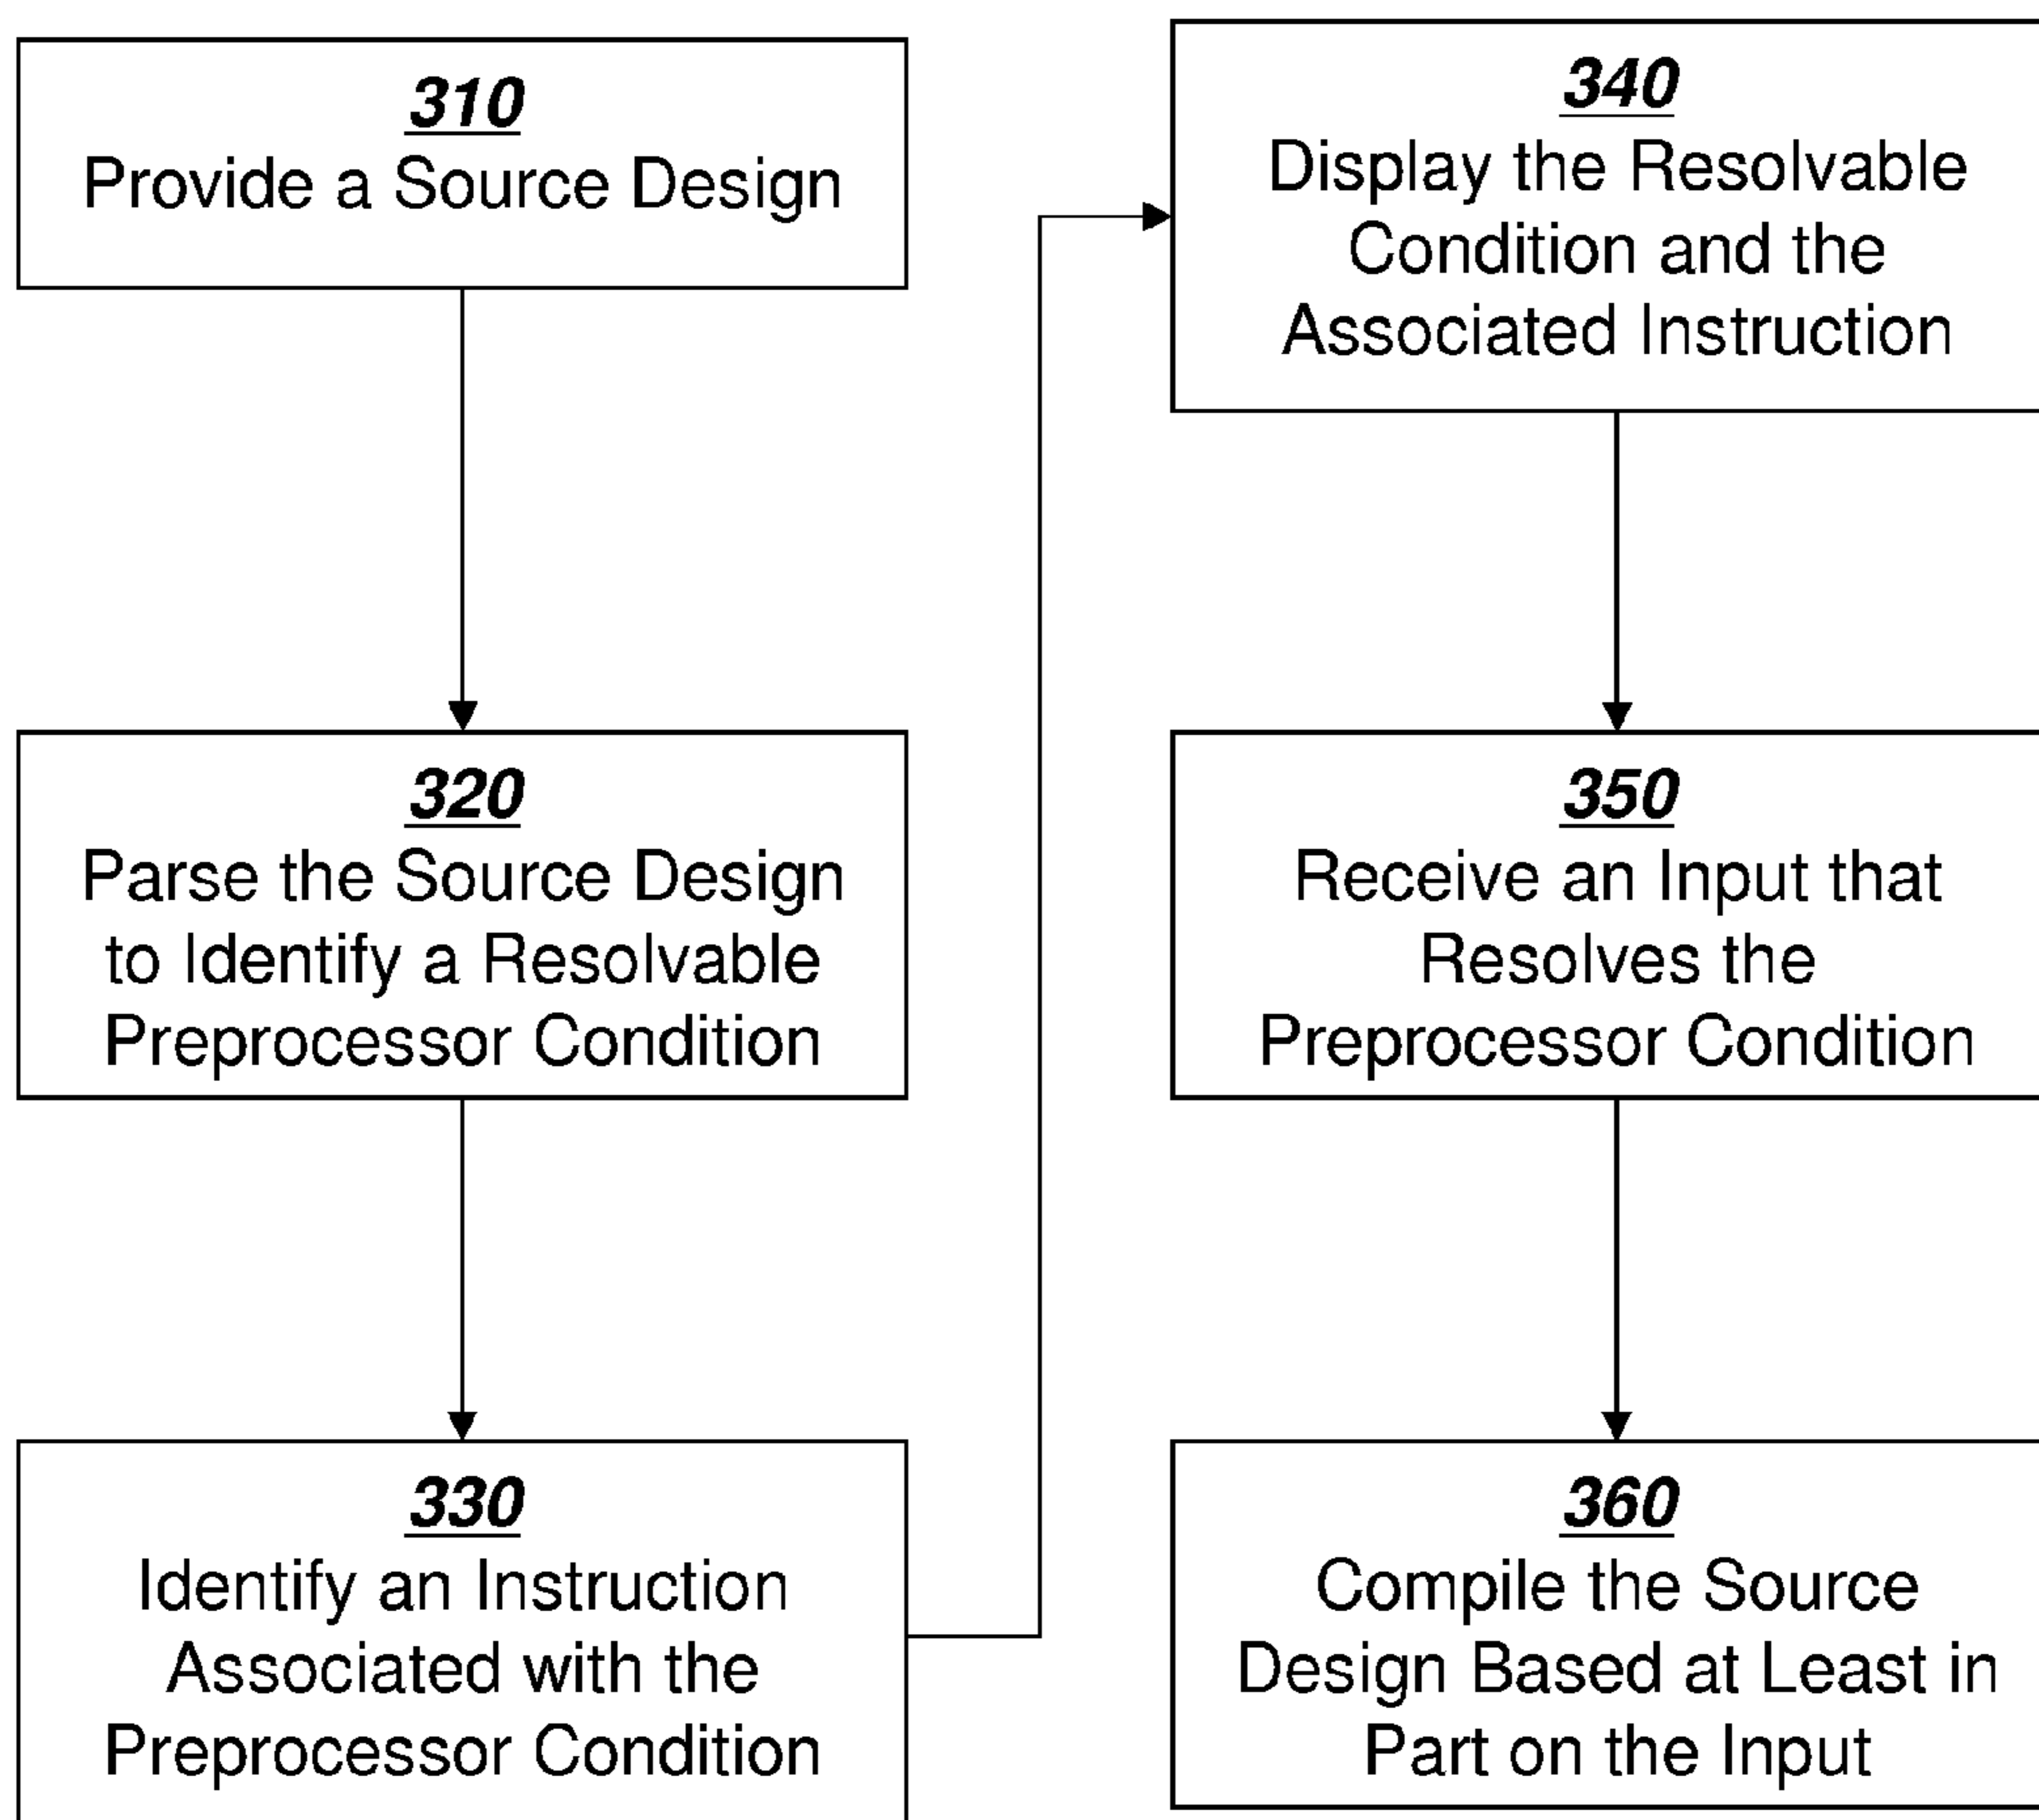 310
Provide a Source Design
320
Parse the Source Design
to Identify a Resolvable
Preprocessor Condition
330
Identify an Instruction
Associated with the
Preprocessor Condition
340
Display the Resolvable
Condition and the
Associated Instruction
350
Receive an Input that
Resolves the
Preprocessor Condition
360
Compile the Source
Design Based at Least in
Part on the Input